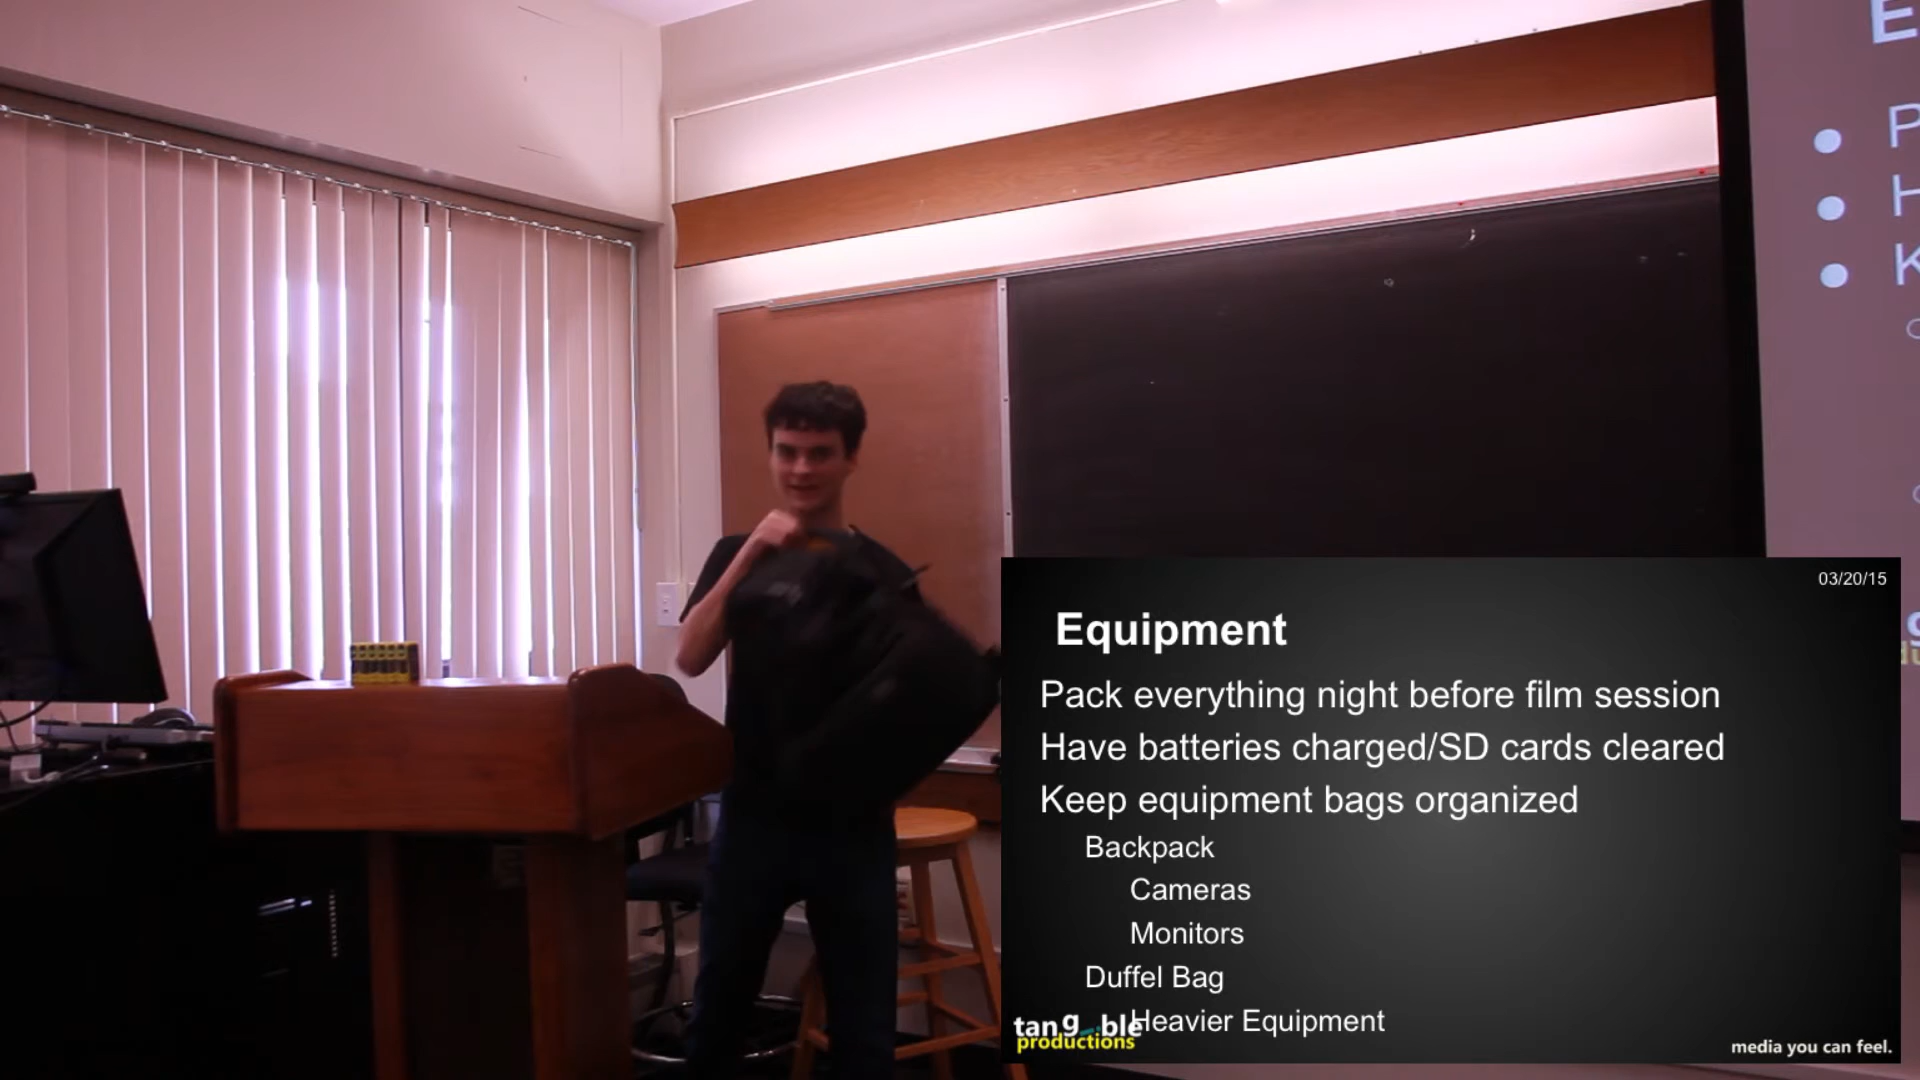 E
P
H
K
03/20/15
Equipment
Pack everything night before film session
Have batteries charged/SD cards cleared
Keep equipment bags organized
Backpack
Cameras
Monitors
Duffel Bag
Heavier Equipment
tangible
productions
media you can feel.